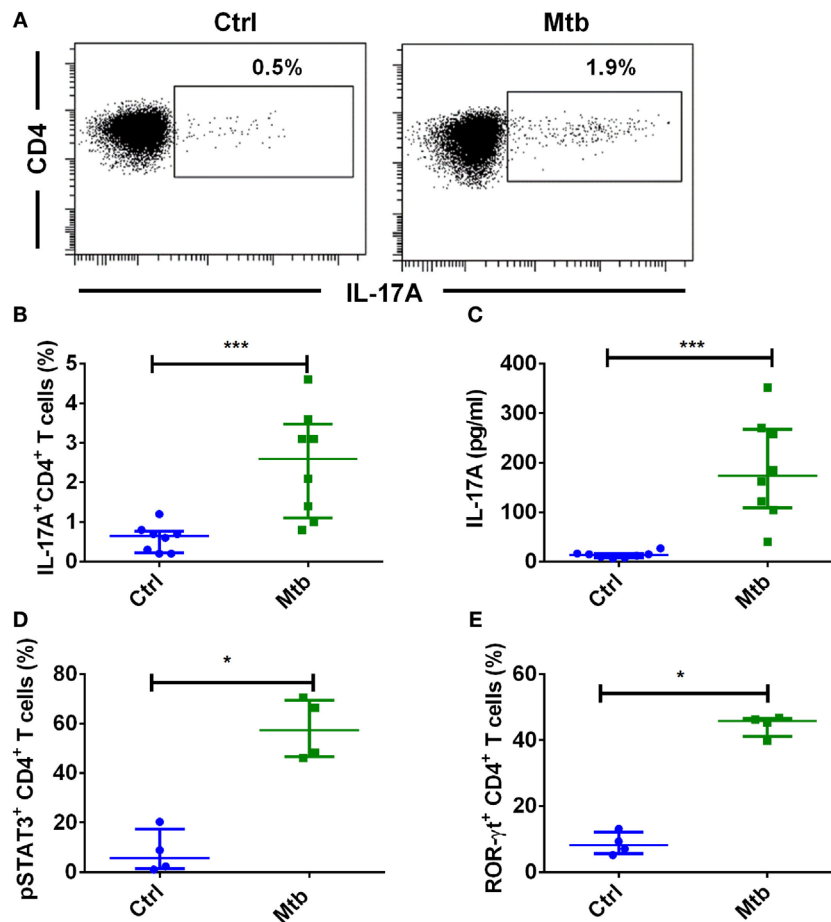 A
Ctrl
Mtb
0.5%
1.9%
CD4
IL-17A
B
***
IL-17A⁺CD4⁺ T cells (%)
5
4
3
2
1
0
Ctrl
Mtb
C
***
IL-17A (pg/ml)
400
300
200
100
0
Ctrl
Mtb
D
*
pSTAT3⁺ CD4⁺ T cells (%)
80
60
40
20
0
Ctrl
Mtb
E
*
ROR-γt⁺ CD4⁺ T cells (%)
60
40
20
0
Ctrl
Mtb